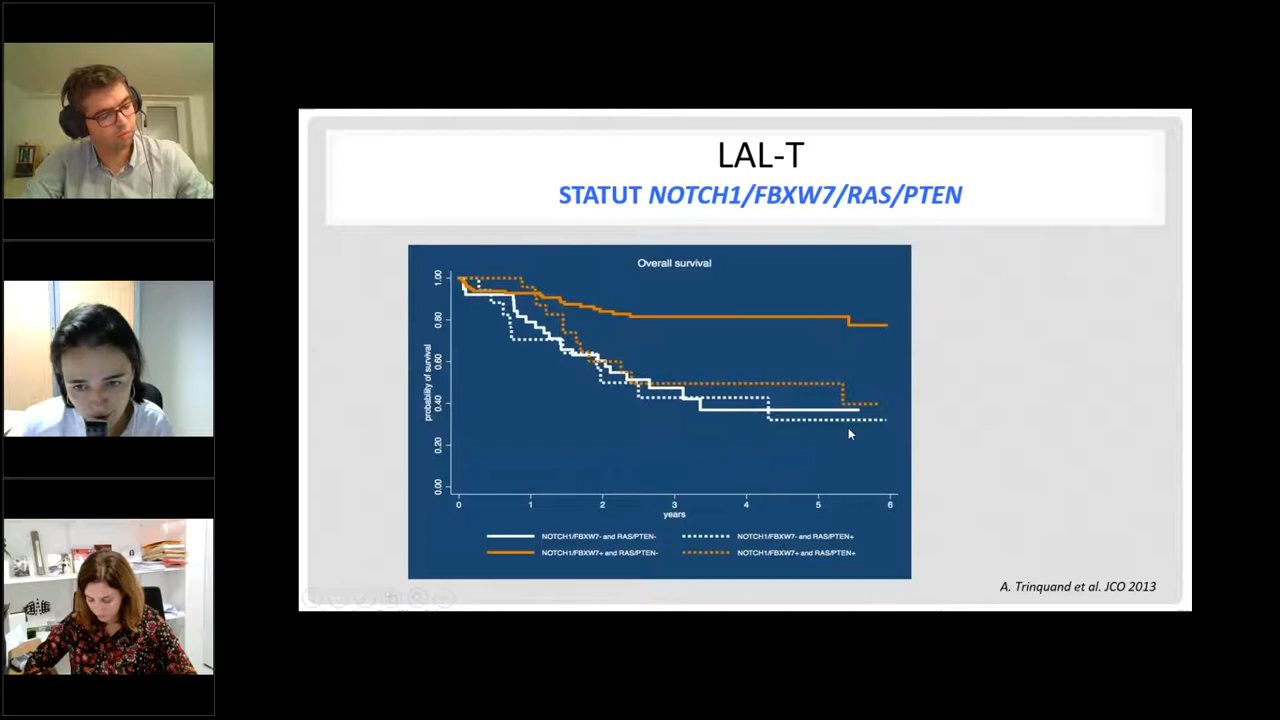 LAL-T
STATUT NOTCH1/FBXW7/RAS/PTEN
Overall survival
probability of survival
1.00
0.80
0.60
0.40
0.20
0.00
0 1 2 3 4 5 6
years
NOTCH1/FBXW7- and RAS/PTEN-
NOTCH1/FBXW7- and RAS/PTEN+
NOTCH1/FBXW7+ and RAS/PTEN-
NOTCH1/FBXW7+ and RAS/PTEN+
A. Trinquand et al. JCO 2013